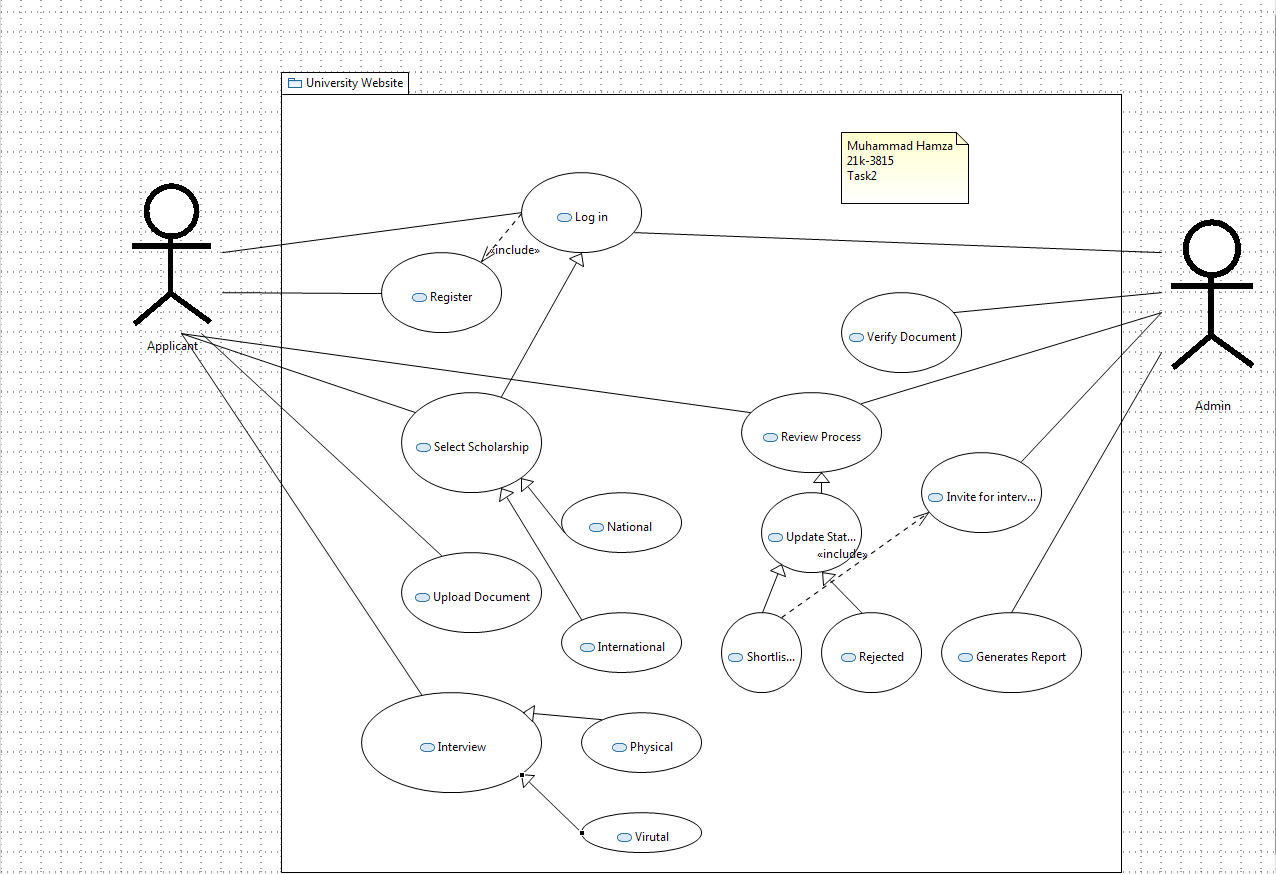 University Website
Muhammad Hamza
21k-3815
Task2
Log in
«include»
Register
Applicant
Verify Document
Admin
Select Scholarship
Review Process
National
Invite for interv...
Update Stat...
«include»
Upload Document
International
Shortlis...
Rejected
Generates Report
Interview
Physical
Virutal